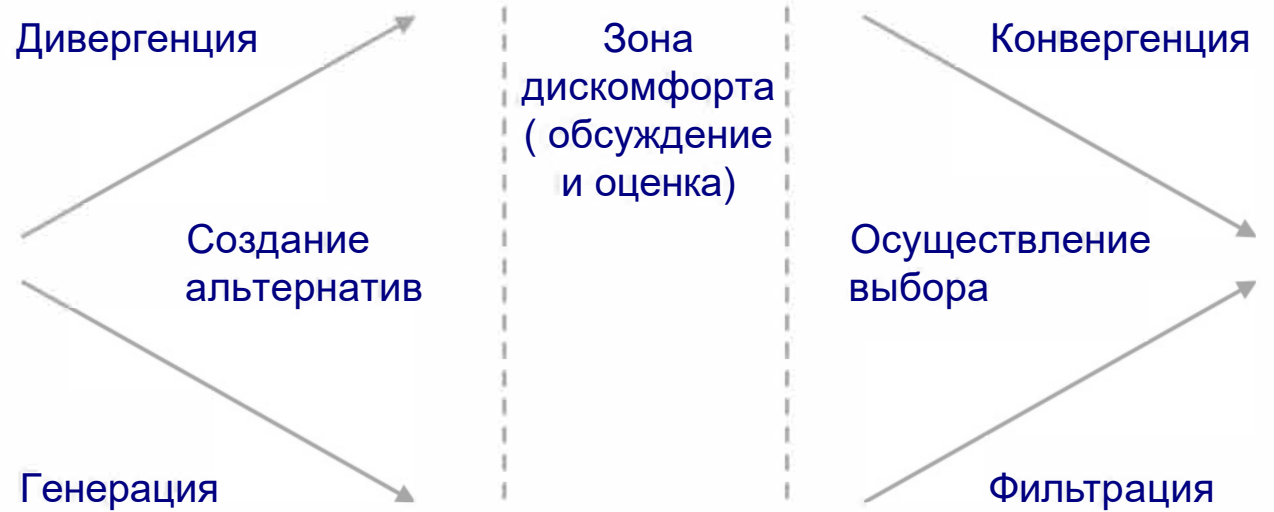 Дивергенция
Создание
альтернатив
Генерация
Зона
дискомфорта
( обсуждение
и оценка)
Конвергенция
Осуществление
выбора
Фильтрация